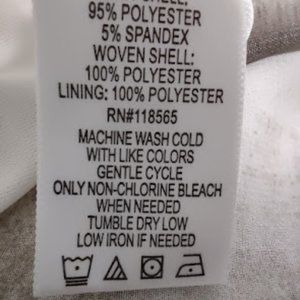 SHELL:
95% POLYESTER
5% SPANDEX
WOVEN SHELL:
100% POLYESTER
LINING: 100% POLYESTER
RN#118565
MACHINE WASH COLD
WITH LIKE COLORS
GENTLE CYCLE
ONLY NON-CHLORINE BLEACH
WHEN NEEDED
TUMBLE DRY LOW
LOW IRON IF NEEDED